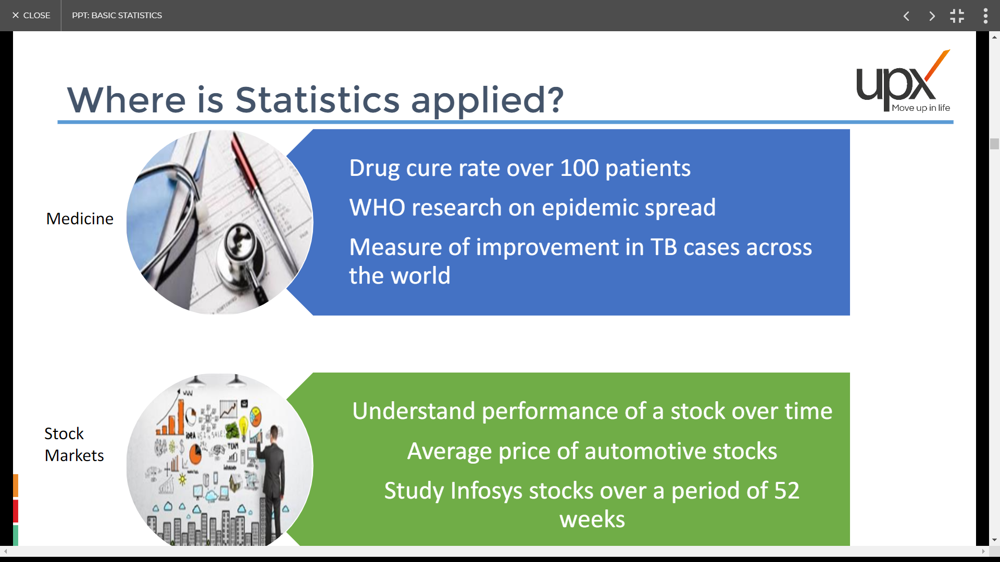 CLOSE
PPT: BASIC STATISTICS
upx
Move up in life
Where is Statistics applied?
Medicine
Drug cure rate over 100 patients
WHO research on epidemic spread
Measure of improvement in TB cases across
the world
Stock
Markets
idea
TEAM
Understand performance of a stock over time
Average price of automotive stocks
Study Infosys stocks over a period of 52
weeks